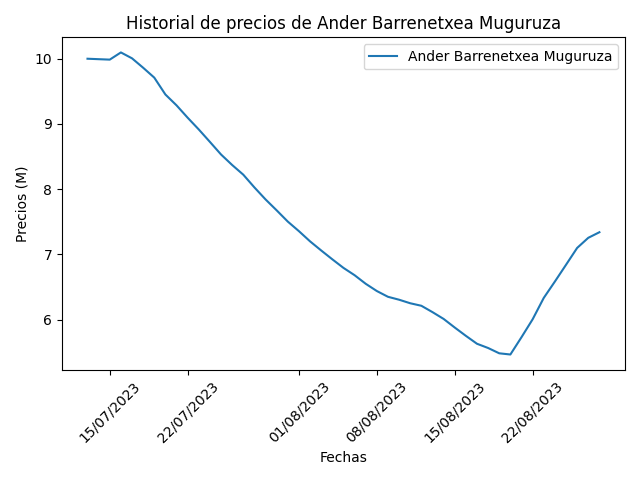 Historial de precios de Ander Barrenetxea Muguruza
Ander Barrenetxea Muguruza
Precios (M)
10
9
8
7
6
15/07/2023
22/07/2023
01/08/2023
08/08/2023
15/08/2023
22/08/2023
Fechas